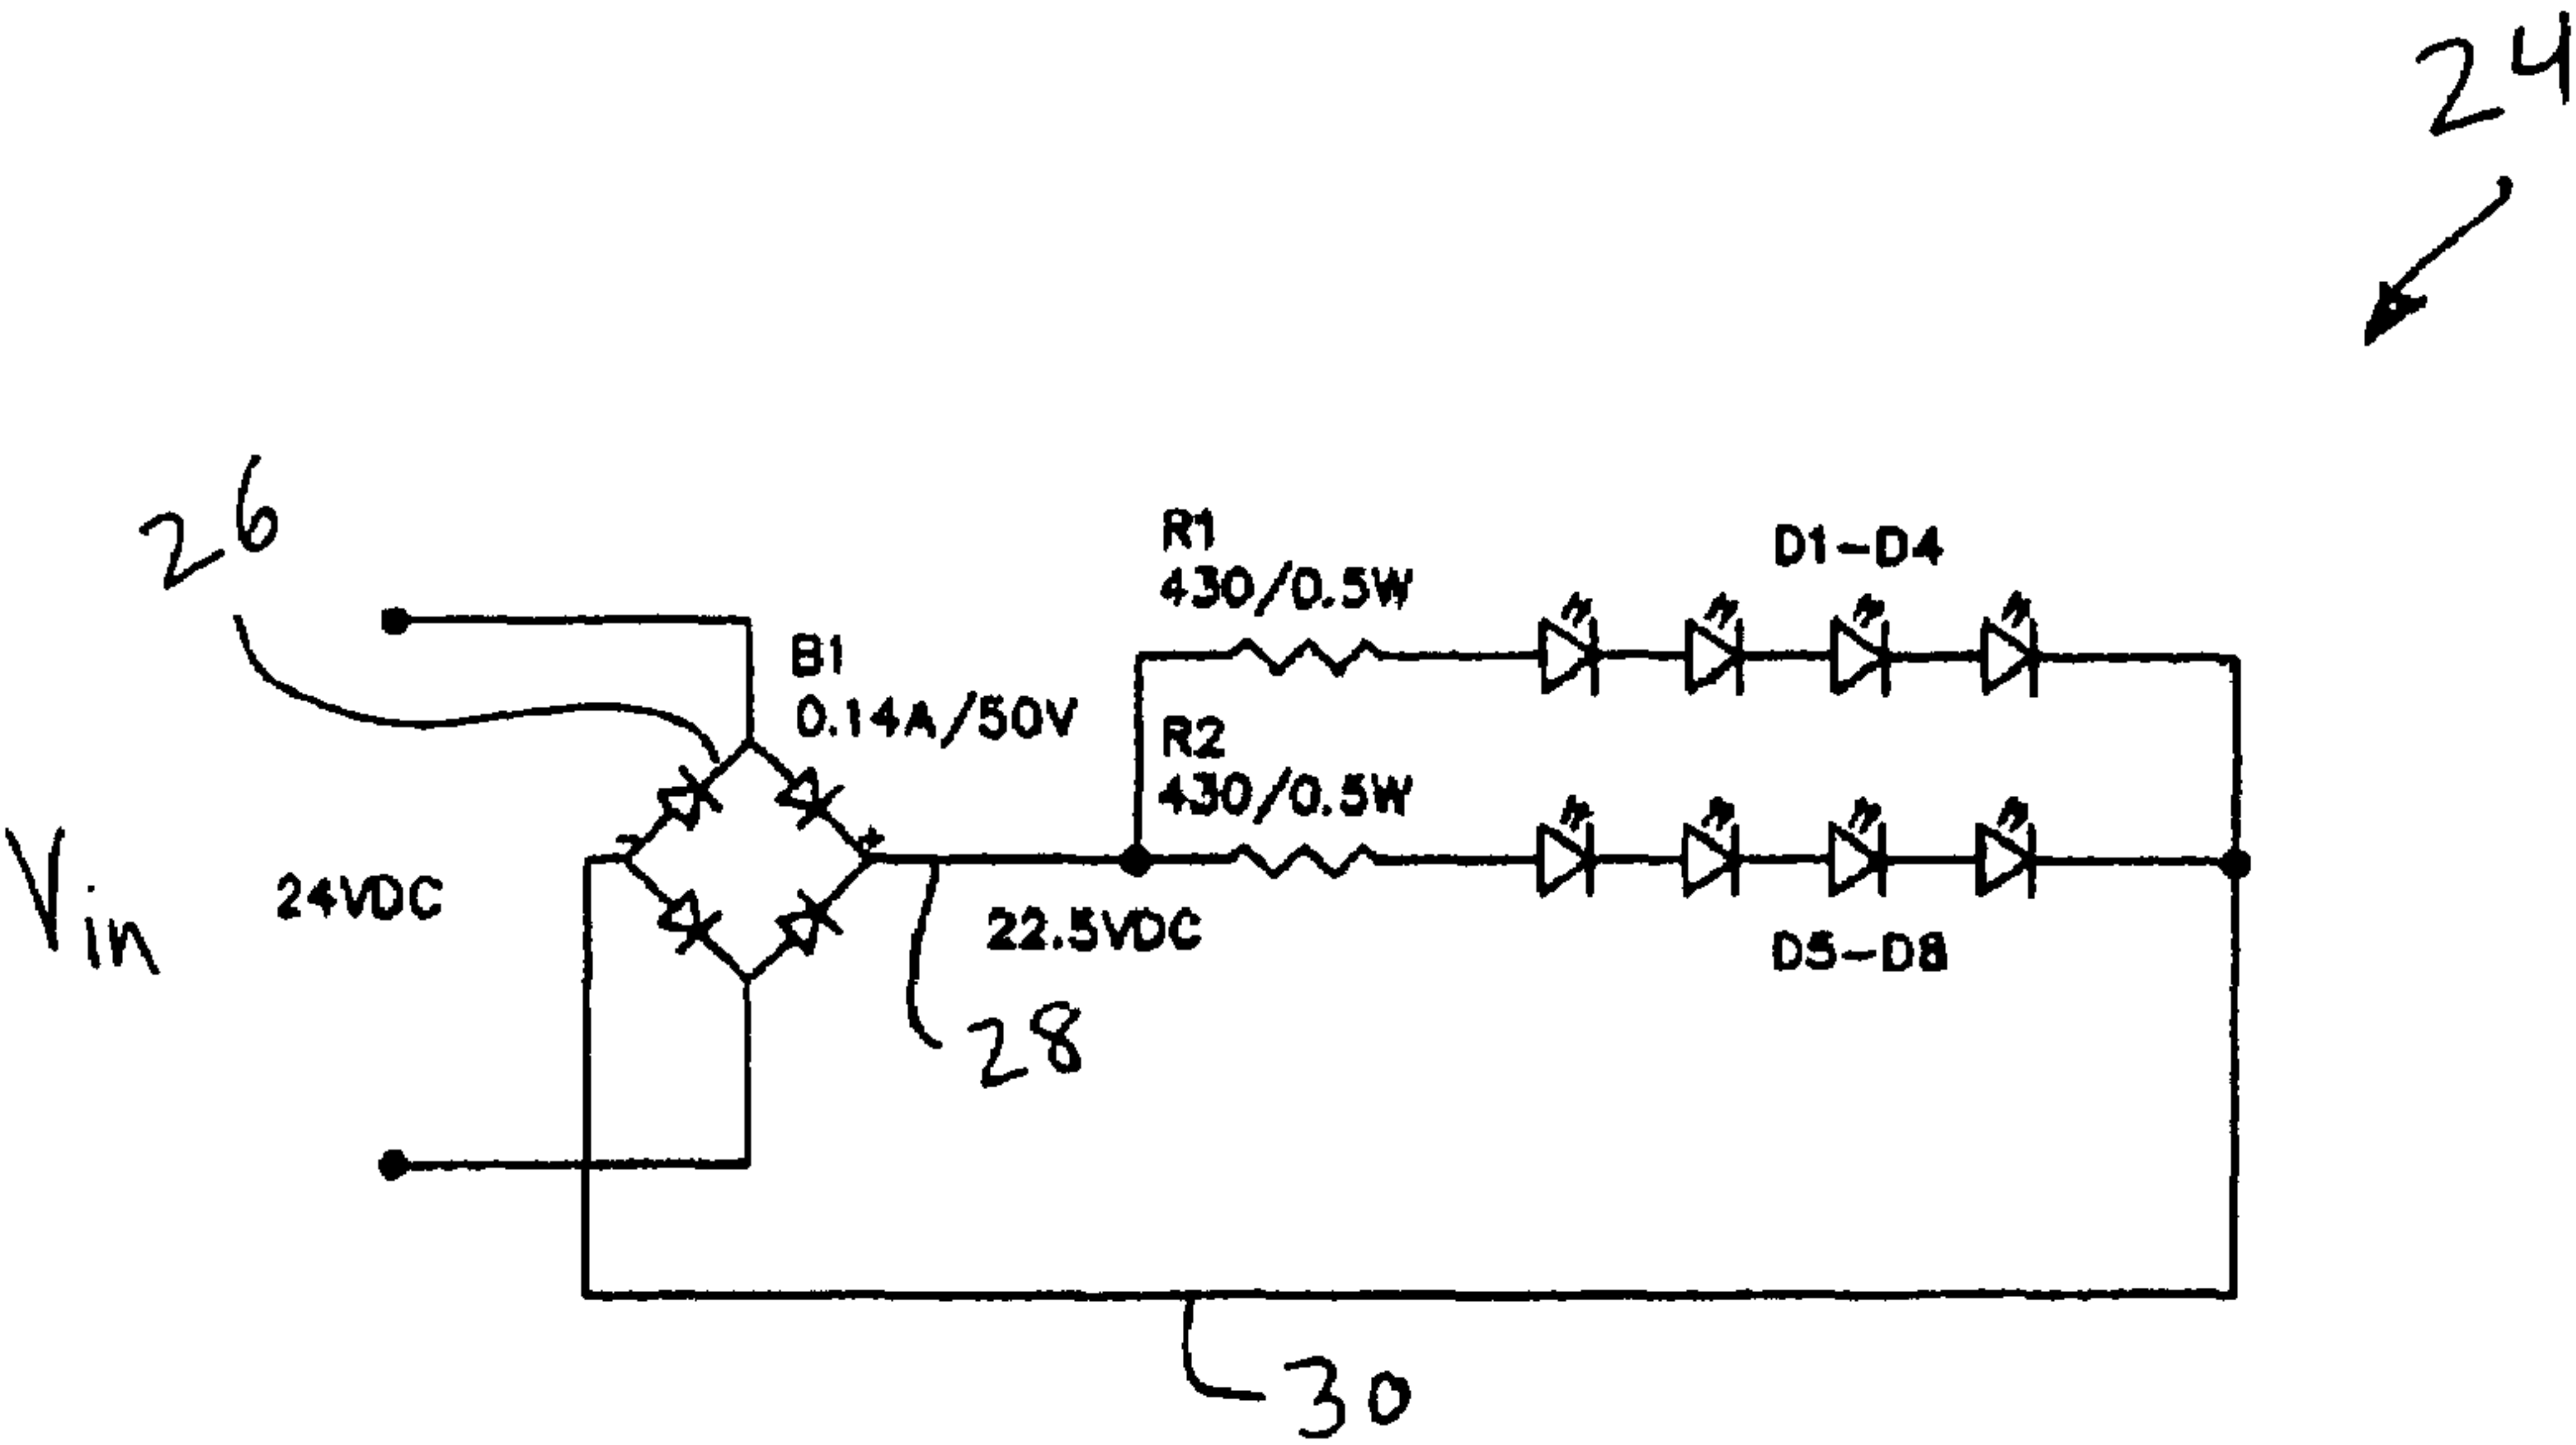 24
26
R1
430/0.5W
D1-D4
B1
0.14A/50V
R2
430/0.5W
Vin
24VDC
-
+
22.5VDC
D5-D8
28
30